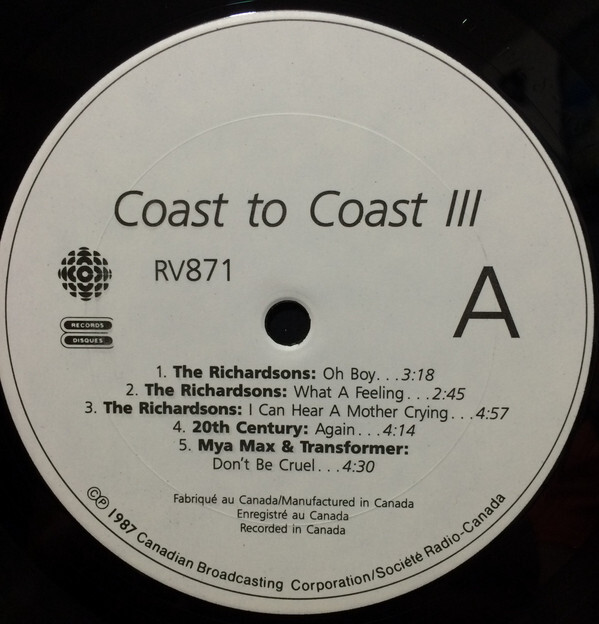 Coast to Coast III
RV871
A
RECORDS
DISQUES
1. The Richardsons: Oh Boy...3:18
2. The Richardsons: What A Feeling...2:45
3. The Richardsons: I Can Hear A Mother Crying...4:57
4. 20th Century: Again...4:14
5. Mya Max & Transformer:
Don't Be Cruel...4:30
Fabriqué au Canada/Manufactured in Canada
Enregistré au Canada
Recorded in Canada
©℗ 1987 Canadian Broadcasting Corporation/Société Radio-Canada